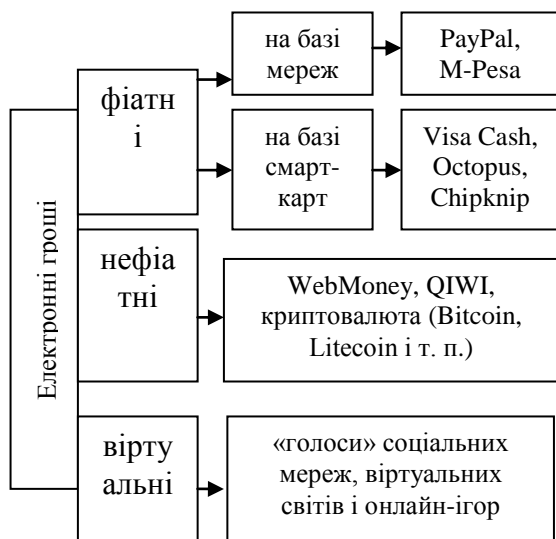 Електронні гроші
фіатн
і
на базі
мереж
PayPal,
M-Pesa
на базі
смарт-
карт
Visa Cash,
Octopus,
Chipknip
нефіа
тні
WebMoney, QIWI,
криптовалюта (Bitcoin,
Litecoin і т. п.)
вірту
альні
«голоси» соціальних
мереж, віртуальних
світів і онлайн-ігор